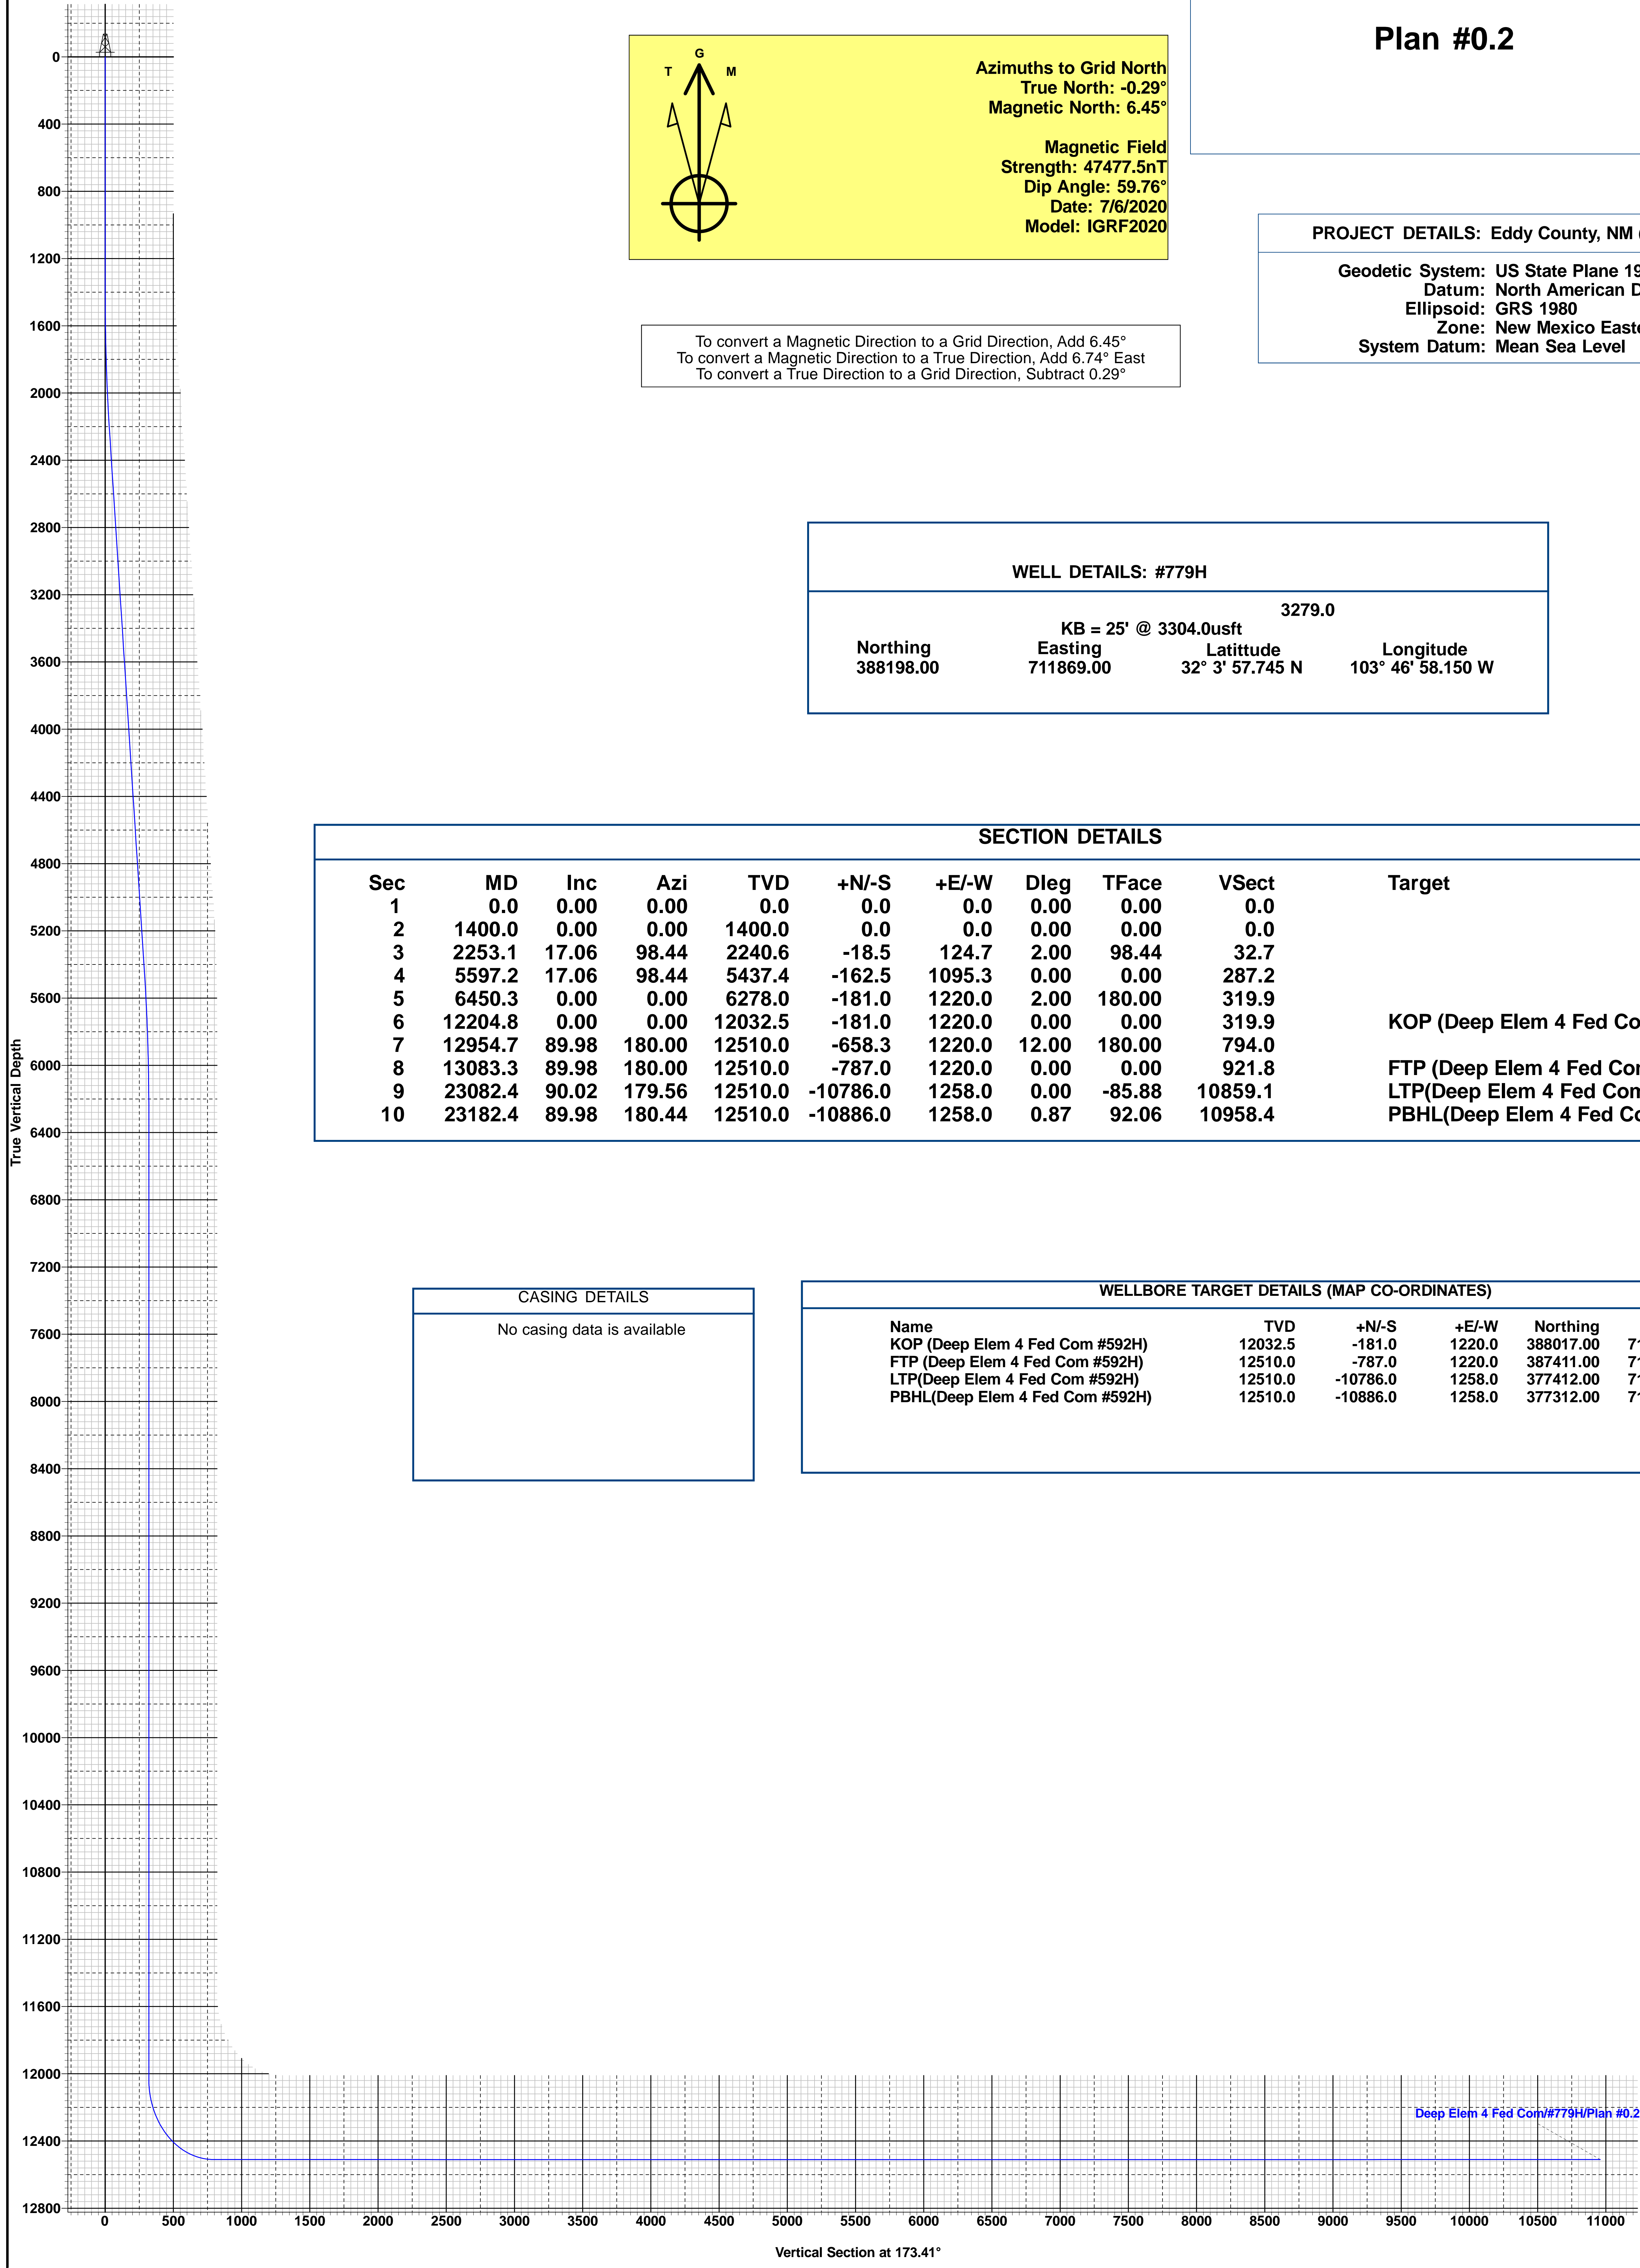 Plan #0.2
G
T M
Azimuths to Grid North
True North: -0.29°
Magnetic North: 6.45°
Magnetic Field
Strength: 47477.5nT
Dip Angle: 59.76°
Date: 7/6/2020
Model: IGRF2020
PROJECT DETAILS: Eddy County, NM
Geodetic System: US State Plane 19
Datum: North American D
Ellipsoid: GRS 1980
Zone: New Mexico Easte
System Datum: Mean Sea Level
To convert a Magnetic Direction to a Grid Direction, Add 6.45°
To convert a Magnetic Direction to a True Direction, Add 6.74° East
To convert a True Direction to a Grid Direction, Subtract 0.29°
WELL DETAILS: #779H
3279.0
KB = 25' @ 3304.0usft
Northing Easting Latittude Longitude
388198.00 711869.00 32° 3' 57.745 N 103° 46' 58.150 W
SECTION DETAILS
Sec MD Inc Azi TVD +N/-S +E/-W Dleg TFace VSect Target
1 0.0 0.00 0.00 0.0 0.0 0.0 0.00 0.00 0.0
2 1400.0 0.00 0.00 1400.0 0.0 0.0 0.00 0.00 0.0
3 2253.1 17.06 98.44 2240.6 -18.5 124.7 2.00 98.44 32.7
4 5597.2 17.06 98.44 5437.4 -162.5 1095.3 0.00 0.00 287.2
5 6450.3 0.00 0.00 6278.0 -181.0 1220.0 2.00 180.00 319.9
6 12204.8 0.00 0.00 12032.5 -181.0 1220.0 0.00 0.00 319.9 KOP (Deep Elem 4 Fed Co
7 12954.7 89.98 180.00 12510.0 -658.3 1220.0 12.00 180.00 794.0
8 13083.3 89.98 180.00 12510.0 -787.0 1220.0 0.00 0.00 921.8 FTP (Deep Elem 4 Fed Con
9 23082.4 90.02 179.56 12510.0 -10786.0 1258.0 0.00 -85.88 10859.1 LTP(Deep Elem 4 Fed Con
10 23182.4 89.98 180.44 12510.0 -10886.0 1258.0 0.87 92.06 10958.4 PBHL(Deep Elem 4 Fed Co
CASING DETAILS
No casing data is available
WELLBORE TARGET DETAILS (MAP CO-ORDINATES)
Name TVD +N/-S +E/-W Northing
KOP (Deep Elem 4 Fed Com #592H) 12032.5 -181.0 1220.0 388017.00 71
FTP (Deep Elem 4 Fed Com #592H) 12510.0 -787.0 1220.0 387411.00 71
LTP(Deep Elem 4 Fed Com #592H) 12510.0 -10786.0 1258.0 377412.00 71
PBHL(Deep Elem 4 Fed Com #592H) 12510.0 -10886.0 1258.0 377312.00 71
True Vertical Depth
0
400
800
1200
1600
2000
2400
2800
3200
3600
4000
4400
4800
5200
5600
6000
6400
6800
7200
7600
8000
8400
8800
9200
9600
10000
10400
10800
11200
11600
12000
12400
12800
Deep Elem 4 Fed Com/#779H/Plan #0.2
0 500 1000 1500 2000 2500 3000 3500 4000 4500 5000 5500 6000 6500 7000 7500 8000 8500 9000 9500 10000 10500 11000
Vertical Section at 173.41°